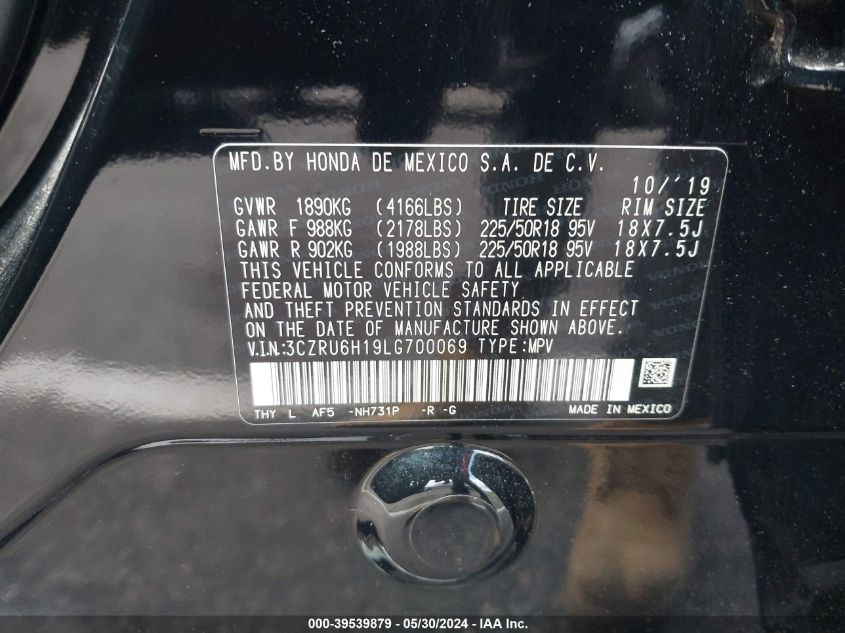 MFD.BY HONDA DE MEXICO S.A. DE C.V.
10/'19
GVWR 1890KG (4166LBS) TIRE SIZE RIM SIZE
GAWR F 988KG (2178LBS) 225/50R18 95V 18X7.5J
GAWR R 902KG (1988LBS) 225/50R18 95V 18X7.5J
THIS VEHICLE CONFORMS TO ALL APPLICABLE
FEDERAL MOTOR VEHICLE SAFETY
AND THEFT PREVENTION STANDARDS IN EFFECT
ON THE DATE OF MANUFACTURE SHOWN ABOVE.
V.I.N.:3CZRU6H19LG700069 TYPE:MPV
THY L AF5 -NH731P -R -G MADE IN MEXICO
000-39539879 - 05/30/2024 - IAA Inc.